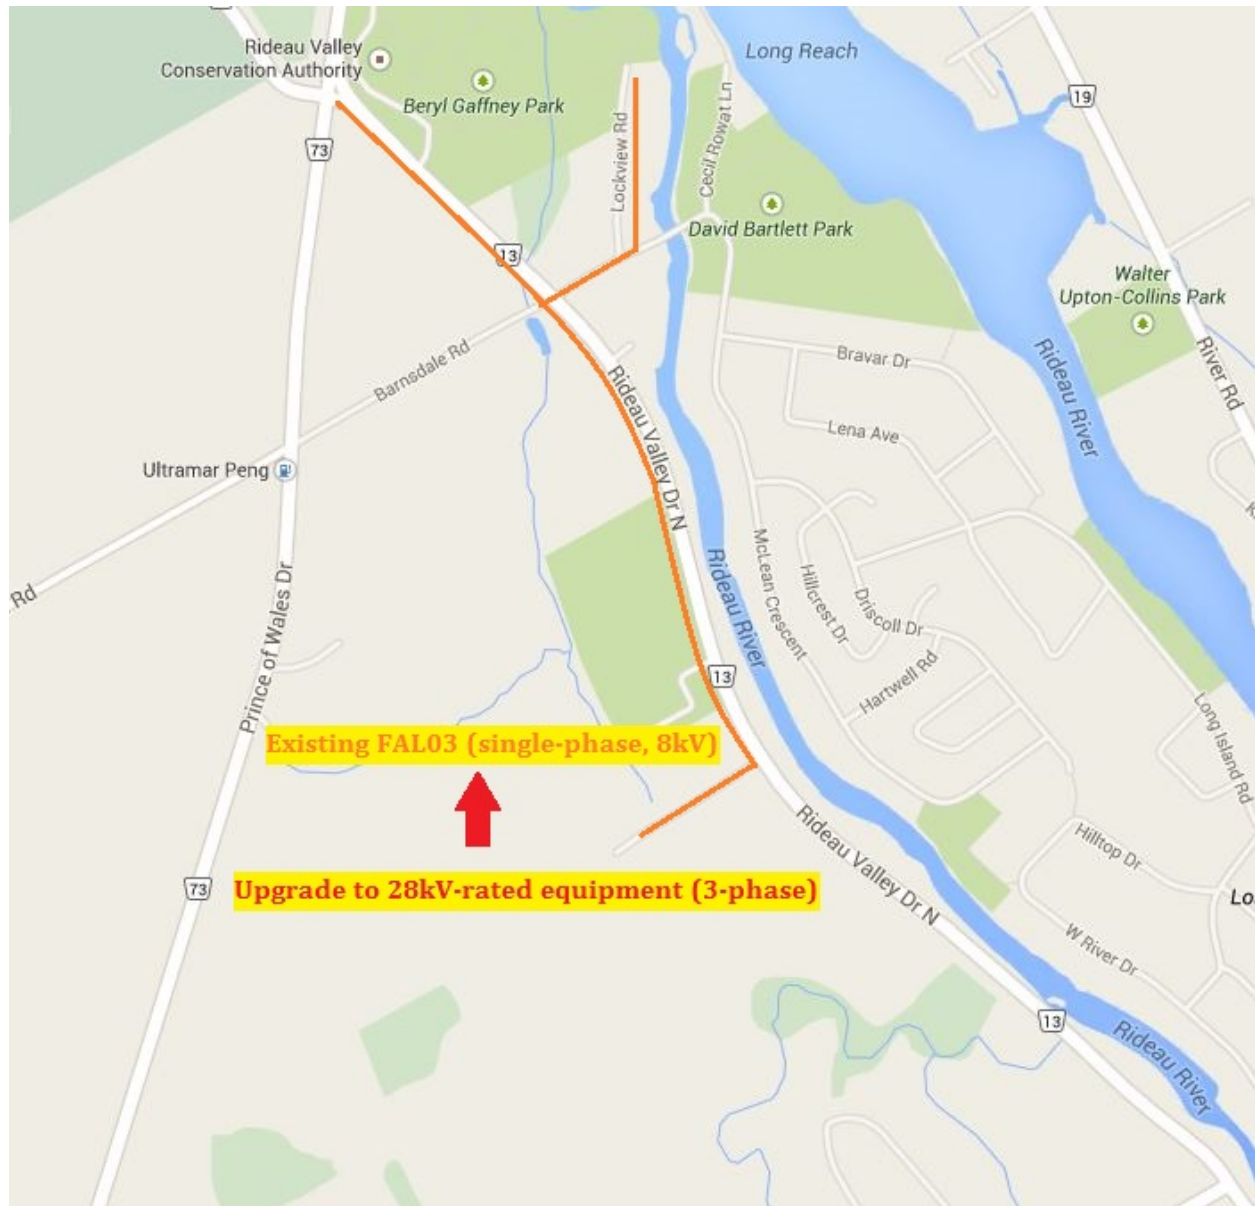 Long Reach
Rideau Valley
Conservation Authority
Beryl Gaffney Park
19
73
Lockview Rd
Cecil Rowat Ln
David Bartlett Park
13
Walter
Upton-Collins Park
Barnsdale Rd
Rideau Valley Dr N
Bravar Dr
Rideau River
River Rd
Lena Ave
Ultramar Peng
Rd
Prince of Wales Dr
Rideau River
McLean Crescent
Hillcrest Dr
Driscoll Dr
Hartwell Rd
13
Long Island Rd
Existing FAL03 (single-phase, 8kV)
Rideau Valley Dr N
Hilltop Dr
73
Upgrade to 28kV-rated equipment (3-phase)
Lo
W River Dr
13
Rideau River